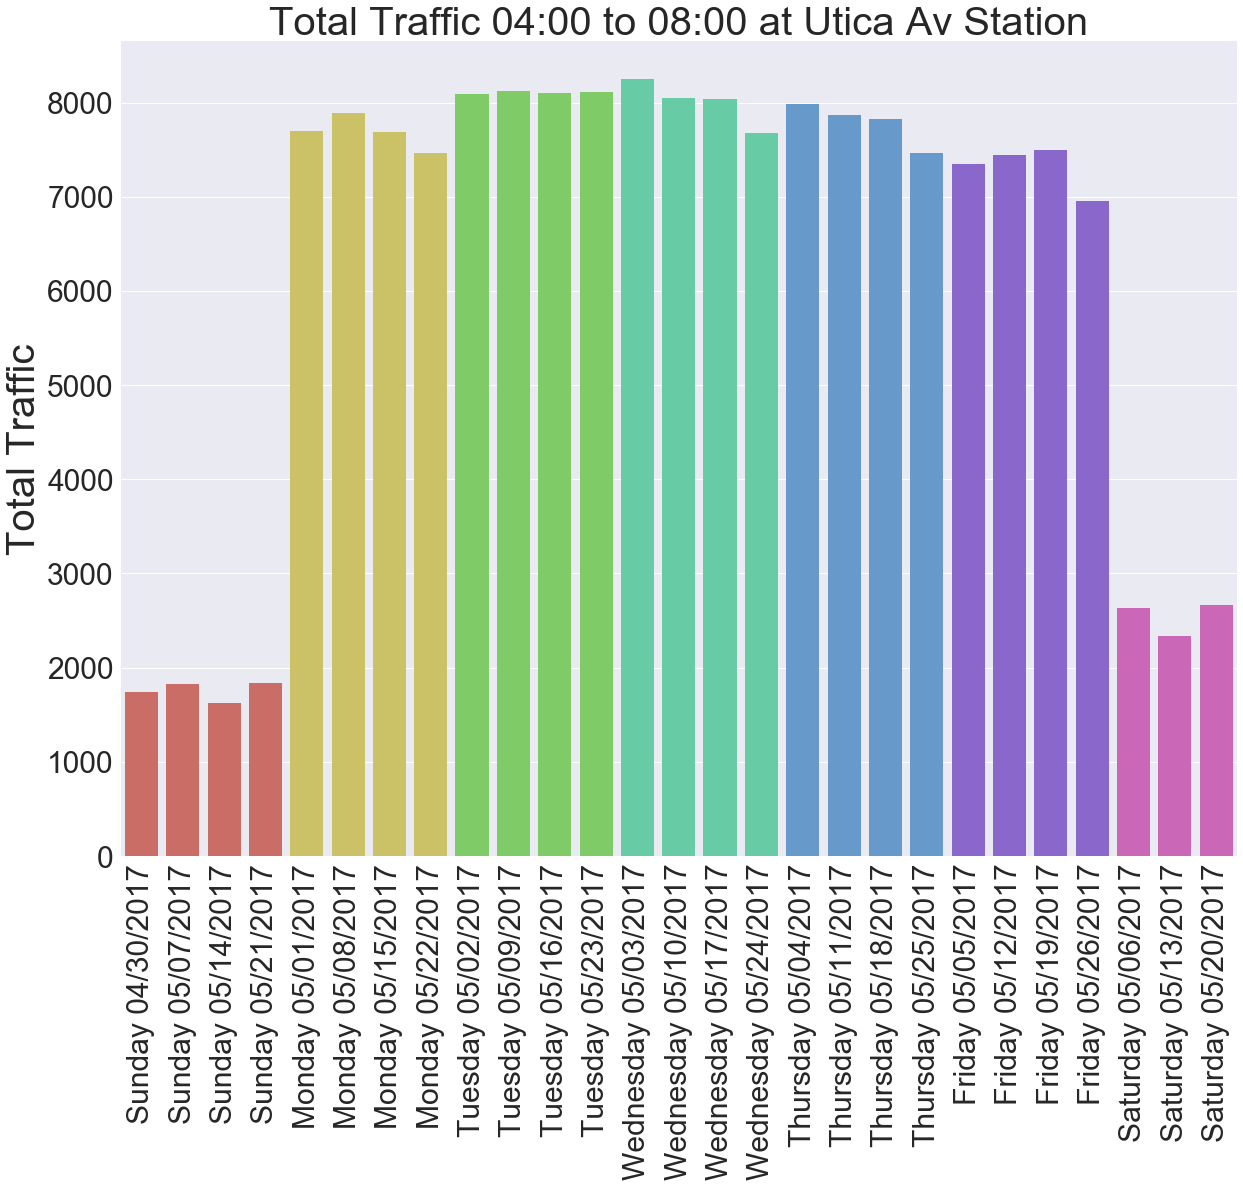 Total Traffic 04:00 to 08:00 at Utica Av Station
Total Traffic
8000
7000
6000
5000
4000
3000
2000
1000
0
Sunday 04/30/2017
Sunday 05/07/2017
Sunday 05/14/2017
Sunday 05/21/2017
Monday 05/01/2017
Monday 05/08/2017
Monday 05/15/2017
Monday 05/22/2017
Tuesday 05/02/2017
Tuesday 05/09/2017
Tuesday 05/16/2017
Tuesday 05/23/2017
Wednesday 05/03/2017
Wednesday 05/10/2017
Wednesday 05/17/2017
Wednesday 05/24/2017
Thursday 05/04/2017
Thursday 05/11/2017
Thursday 05/18/2017
Thursday 05/25/2017
Friday 05/05/2017
Friday 05/12/2017
Friday 05/19/2017
Friday 05/26/2017
Saturday 05/06/2017
Saturday 05/13/2017
Saturday 05/20/2017